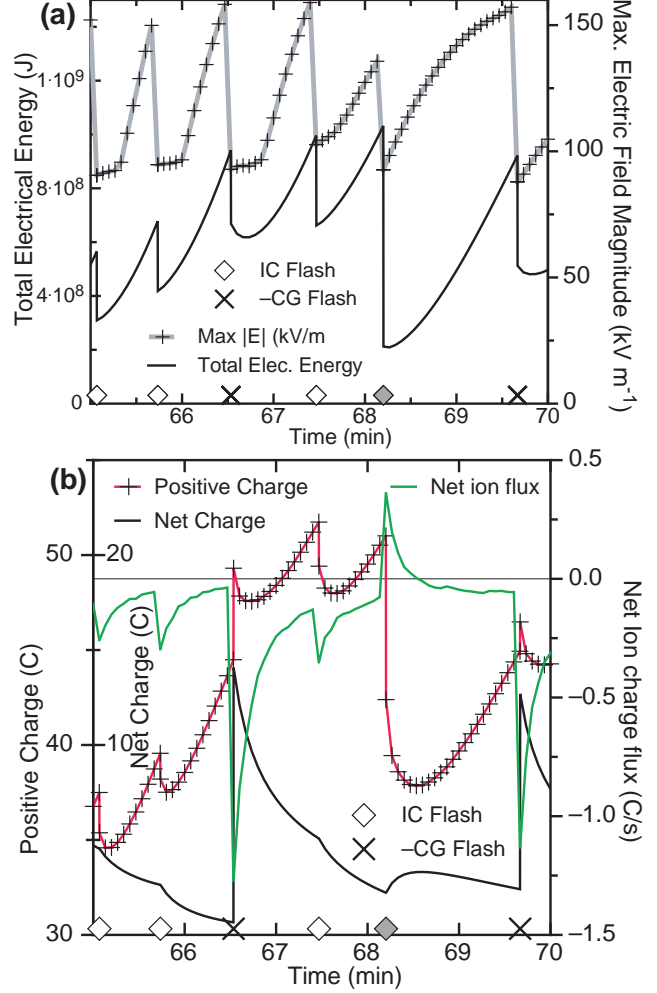 (a)
Total Electrical Energy (J)
1·10⁹
8·10⁸
4·10⁸
0
150
100
50
0
Max. Electric Field Magnitude (kV m⁻¹)
IC Flash
–CG Flash
Max |E| (kV/m
Total Elec. Energy
66 67 68 69 70
Time (min)
(b)
Positive Charge
Net Charge
Net ion flux
Positive Charge (C)
50
40
30
Net Charge (C)
20
10
0.5
0.0
–0.5
–1.0
–1.5
Net Ion charge
flux (C/s)
IC Flash
–CG Flash
66 67 68 69 70
Time (min)